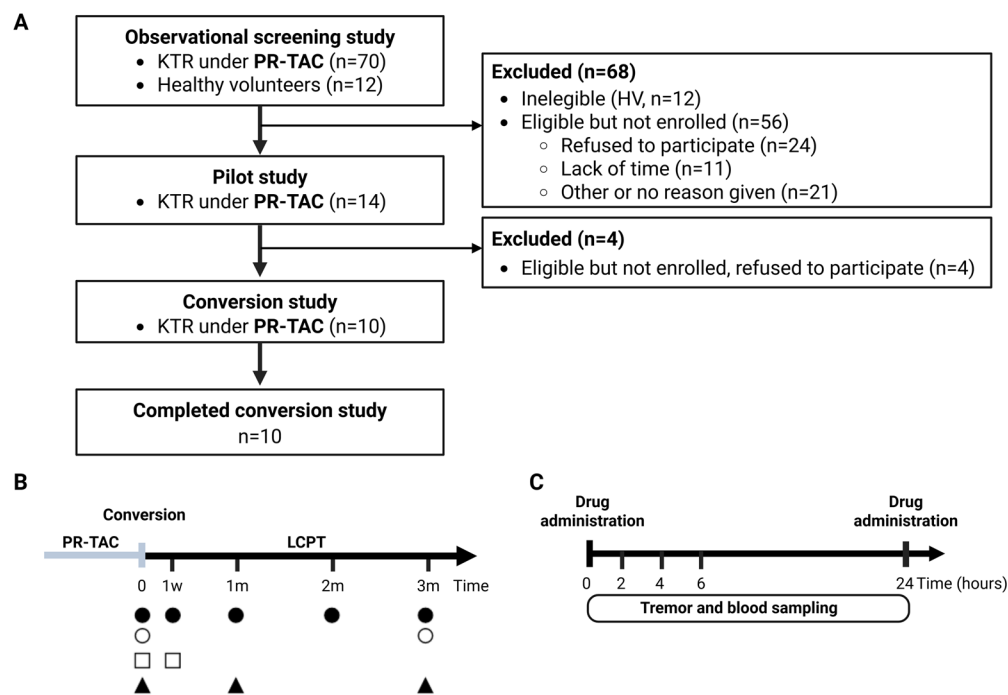 A
Observational screening study
• KTR under PR-TAC (n=70)
• Healthy volunteers (n=12)
Excluded (n=68)
• Ineligible (HV, n=12)
• Eligible but not enrolled (n=56)
○ Refused to participate (n=24)
○ Lack of time (n=11)
○ Other or no reason given (n=21)
Pilot study
• KTR under PR-TAC (n=14)
Excluded (n=4)
• Eligible but not enrolled, refused to participate (n=4)
Conversion study
• KTR under PR-TAC (n=10)
Completed conversion study
n=10
B
Conversion
PR-TAC
LCPT
0 1w 1m 2m 3m Time
C
Drug
administration
Drug
administration
0 2 4 6 24 Time (hours)
Tremor and blood sampling